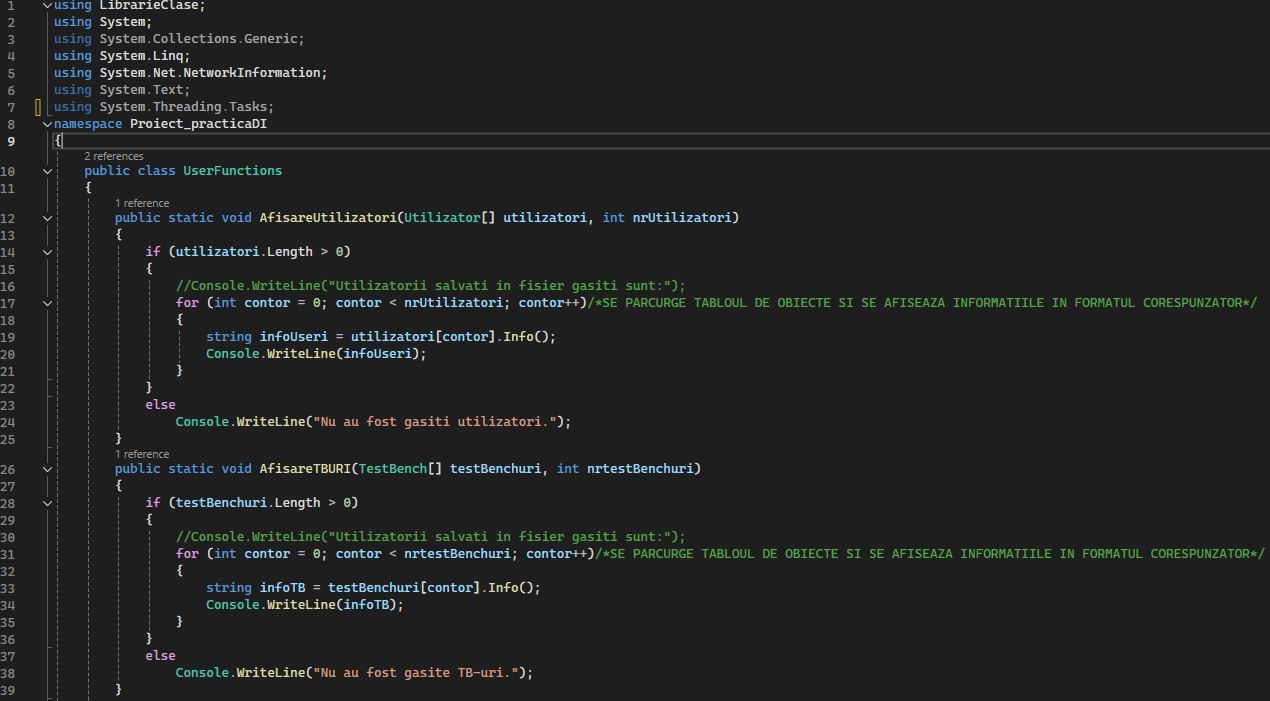 1 using LibrarieClase;
2 using System;
3 using System.Collections.Generic;
4 using System.Linq;
5 using System.Net.NetworkInformation;
6 using System.Text;
7 using System.Threading.Tasks;
8 namespace Proiect_practicaDI
9 {
2 references
10 public class UserFunctions
11 {
1 reference
12 public static void AfisareUtilizatori(Utilizator[] utilizatori, int nrUtilizatori)
13 {
14 if (utilizatori.Length > 0)
15 {
16 //Console.WriteLine("Utilizatorii salvati in fisier gasiti sunt:");
17 for (int contor = 0; contor < nrUtilizatori; contor++)/*SE PARCURGE TABLOUL DE OBIECTE SI SE AFISEAZA INFORMATIILE IN FORMATUL CORESPUNZATOR*/
18 {
19 string infoUseri = utilizatori[contor].Info();
20 Console.WriteLine(infoUseri);
21 }
22 }
23 else
24 Console.WriteLine("Nu au fost gasiti utilizatori.");
25 }
1 reference
26 public static void AfisareTBURI(TestBench[] testBenchuri, int nrtestBenchuri)
27 {
28 if (testBenchuri.Length > 0)
29 {
30 //Console.WriteLine("Utilizatorii salvati in fisier gasiti sunt:");
31 for (int contor = 0; contor < nrtestBenchuri; contor++)/*SE PARCURGE TABLOUL DE OBIECTE SI SE AFISEAZA INFORMATIILE IN FORMATUL CORESPUNZATOR*/
32 {
33 string infoTB = testBenchuri[contor].Info();
34 Console.WriteLine(infoTB);
35 }
36 }
37 else
38 Console.WriteLine("Nu au fost gasite TB-uri.");
39 }